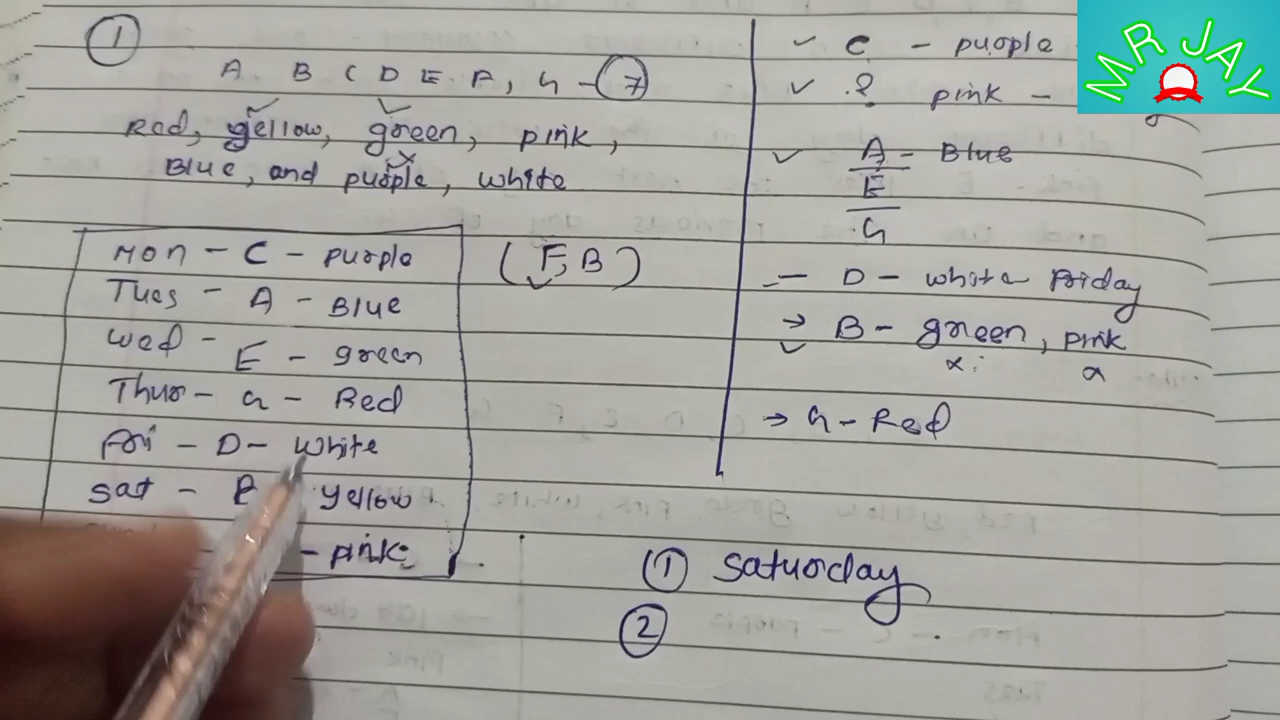 ①
A B C D E F, G - ⑦
Red, yellow, green, pink,
Blue, and purple, white
Mon - C - purple
Tues - A - Blue
Wed - E - green
Thur - G - Red
Fri - D - White
Sat - B yellow
- pink
(F, B)
C - purple
? pink -
A - Blue
E
G
- D - white Friday
→ B - green, pink
x x
→ G - Red
① Saturday
②
MR JAY